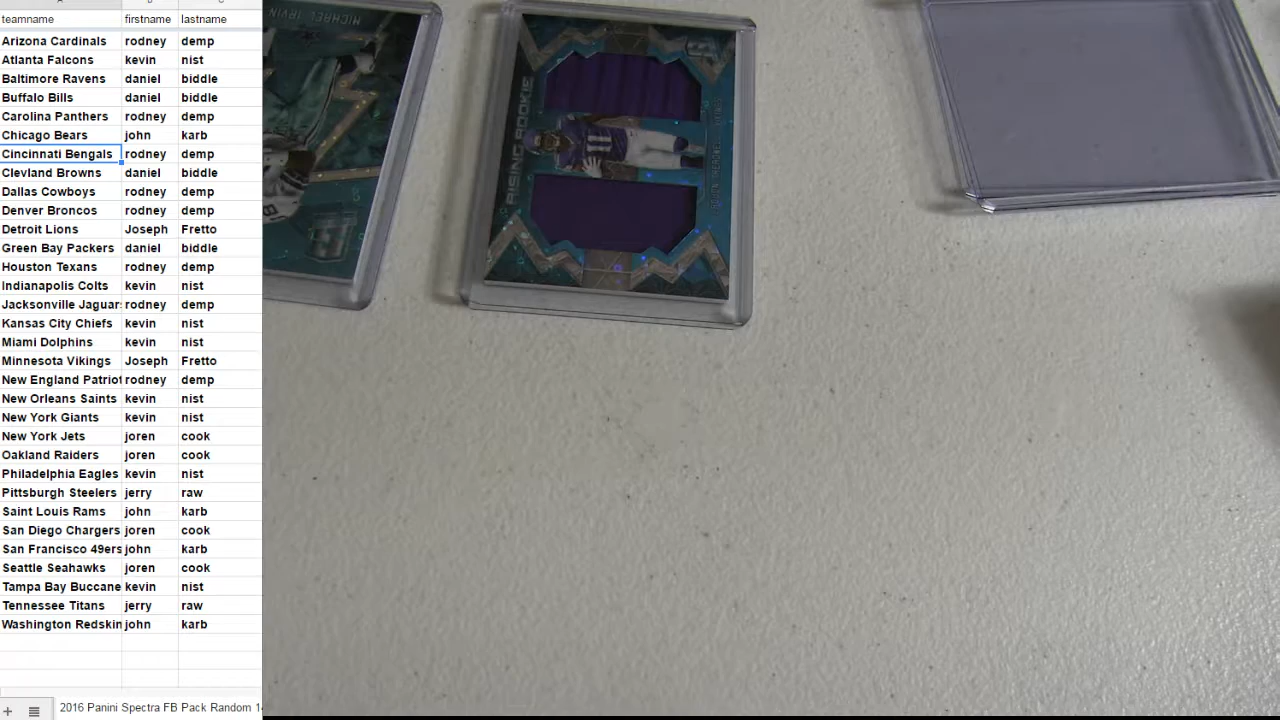 teamname firstname lastname
Arizona Cardinals rodney demp
Atlanta Falcons kevin nist
Baltimore Ravens daniel biddle
Buffalo Bills daniel biddle
Carolina Panthers rodney demp
Chicago Bears john karb
Cincinnati Bengals rodney demp
Clevland Browns daniel biddle
Dallas Cowboys rodney demp
Denver Broncos rodney demp
Detroit Lions Joseph Fretto
Green Bay Packers daniel biddle
Houston Texans rodney demp
Indianapolis Colts kevin nist
Jacksonville Jaguar rodney demp
Kansas City Chiefs kevin nist
Miami Dolphins kevin nist
Minnesota Vikings Joseph Fretto
New England Patriot rodney demp
New Orleans Saints kevin nist
New York Giants kevin nist
New York Jets joren cook
Oakland Raiders joren cook
Philadelphia Eagles kevin nist
Pittsburgh Steelers jerry raw
Saint Louis Rams john karb
San Diego Chargers joren cook
San Francisco 49ers john karb
Seattle Seahawks joren cook
Tampa Bay Buccane kevin nist
Tennessee Titans jerry raw
Washington Redskin john karb
2016 Panini Spectra FB Pack Random 1
MICHAEL IRVIN
RISING ROOKIE
11